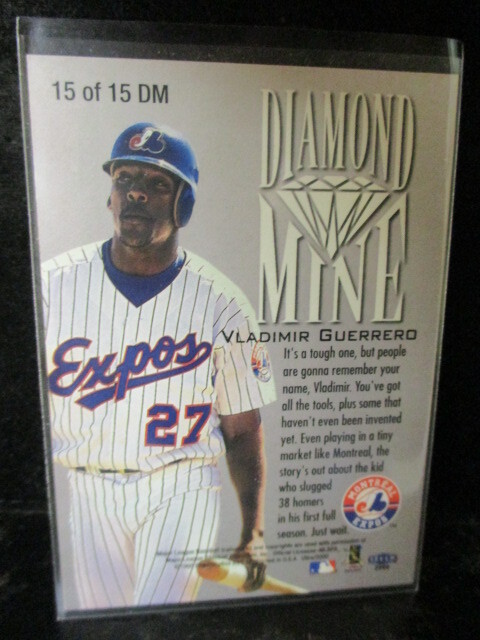 15 of 15 DM
DIAMOND
MINE
VLADIMIR GUERRERO
It's a tough one, but people
are gonna remember your
name, Vladimir. You've got
all the tools, plus some that
haven't even been invented
yet. Even playing in a tiny
market like Montreal, the
story's out about the kid
who slugged
38 homers
in his first full
season. Just wait.
Expos
27
MONTREAL
EXPOS